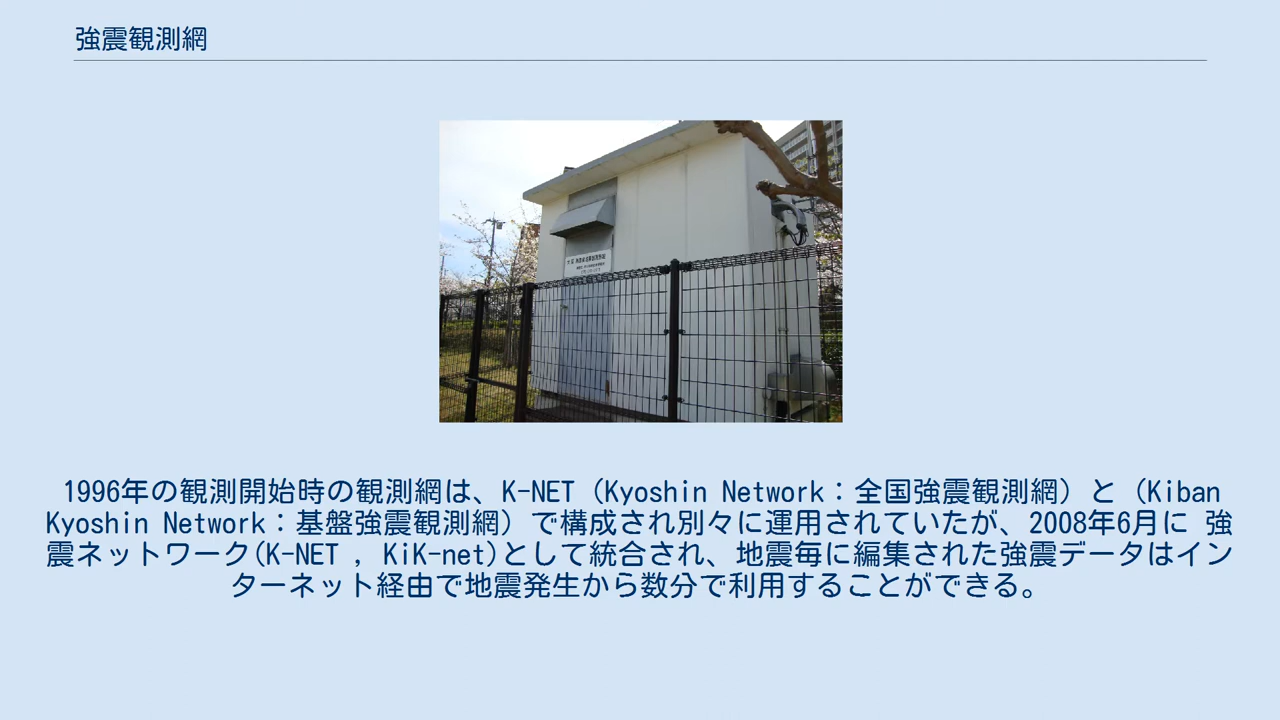 強震観測網
1996年の観測開始時の観測網は、K-NET（Kyoshin Network：全国強震観測網）と（Kiban
Kyoshin Network：基盤強震観測網）で構成され別々に運用されていたが、2008年6月に 強
震ネットワーク(K-NET , KiK-net)として統合され、地震毎に編集された強震データはイン
ターネット経由で地震発生から数分で利用することができる。